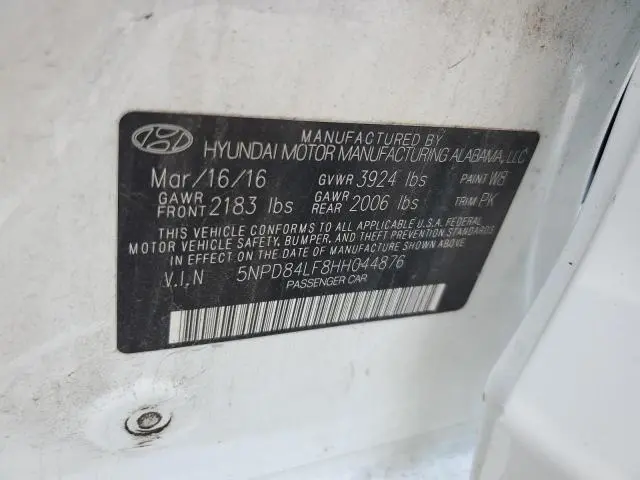 MANUFACTURED BY
HYUNDAI MOTOR MANUFACTURING ALABAMA, LLC
Mar/16/16 GVWR 3924 lbs PAINT W8
GAWR FRONT 2183 lbs GAWR REAR 2006 lbs TRIM PK
THIS VEHICLE CONFORMS TO ALL APPLICABLE U.S.A. FEDERAL
MOTOR VEHICLE SAFETY, BUMPER, AND THEFT PREVENTION STANDARDS
IN EFFECT ON THE DATE OF MANUFACTURE SHOWN ABOVE.
V.I.N 5NPD84LF8HH044876
PASSENGER CAR